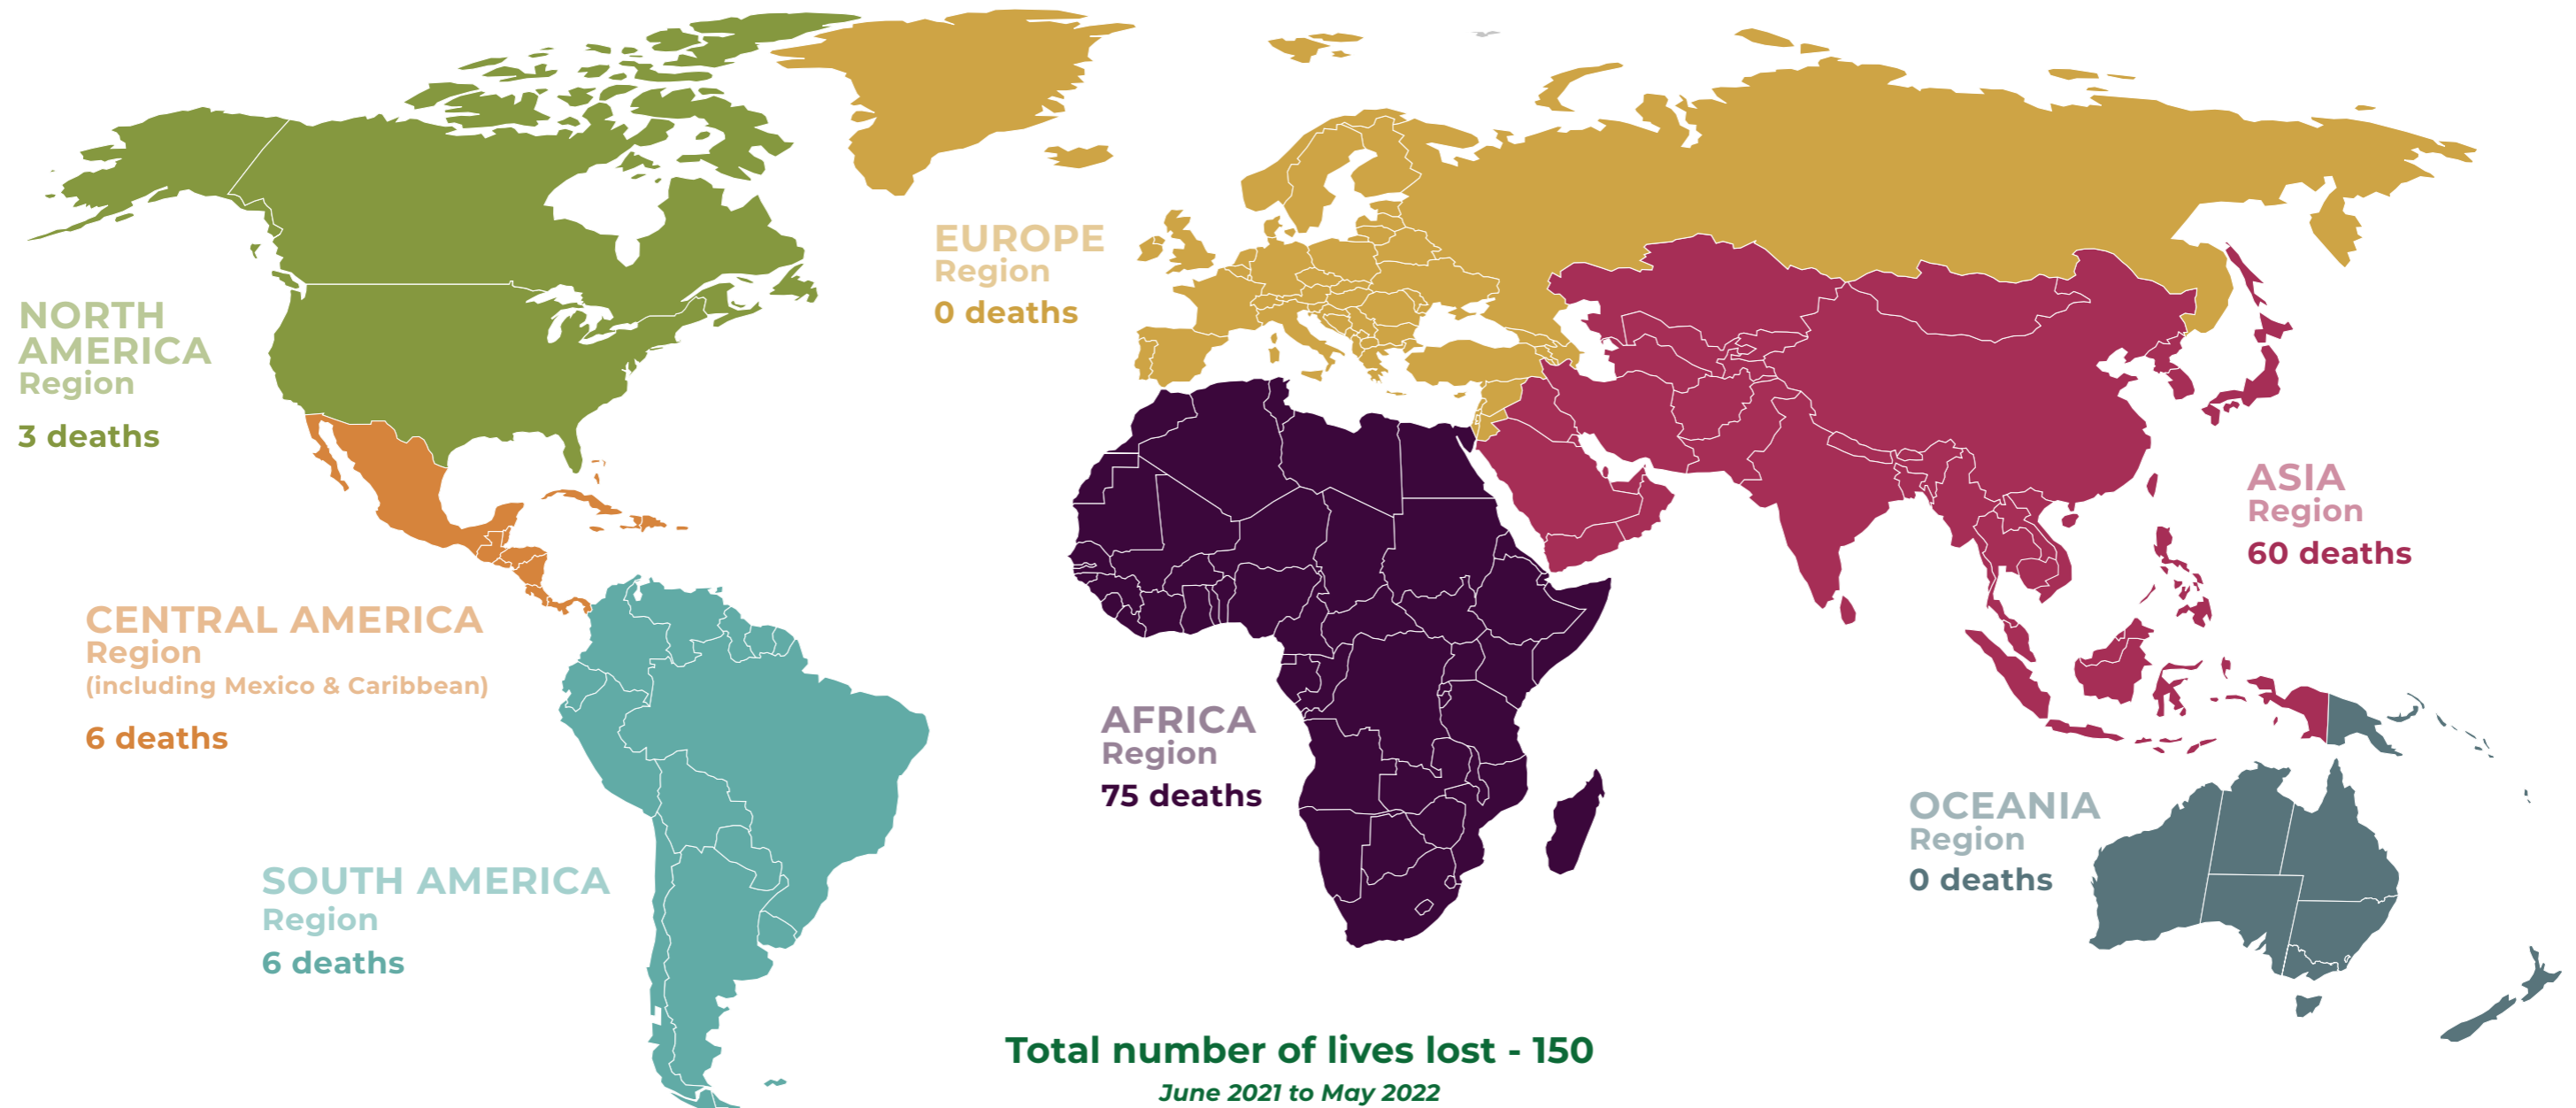 NORTH
AMERICA
Region
3 deaths
EUROPE
Region
0 deaths
ASIA
Region
60 deaths
CENTRAL AMERICA
Region
(including Mexico & Caribbean)
6 deaths
AFRICA
Region
75 deaths
OCEANIA
Region
0 deaths
SOUTH AMERICA
Region
6 deaths
Total number of lives lost - 150
June 2021 to May 2022